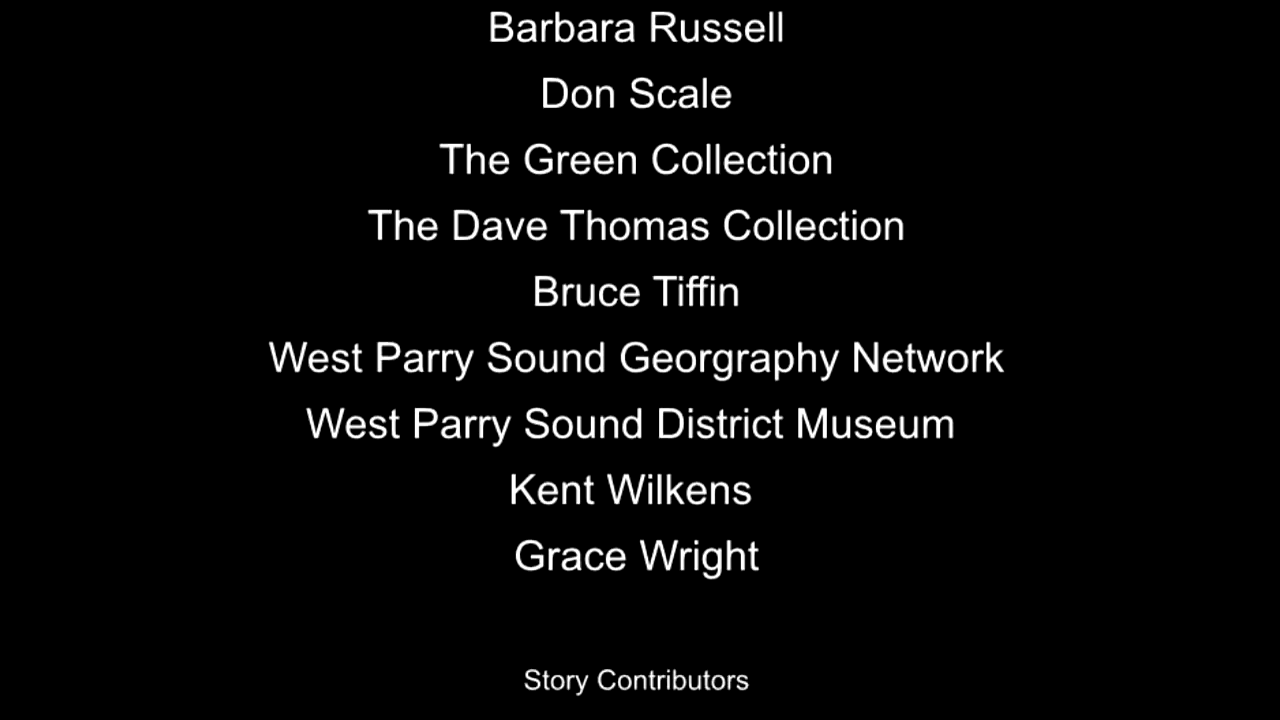 Barbara Russell
Don Scale
The Green Collection
The Dave Thomas Collection
Bruce Tiffin
West Parry Sound Georgraphy Network
West Parry Sound District Museum
Kent Wilkens
Grace Wright
Story Contributors